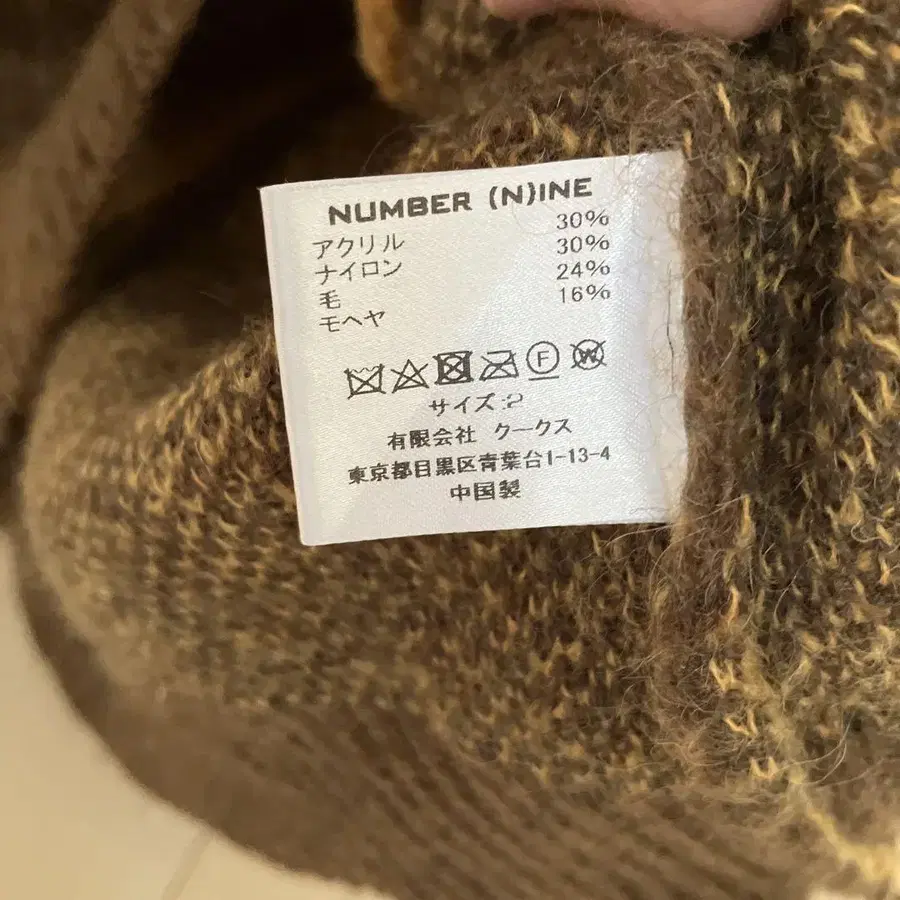 NUMBER (N)INE
アクリル 30%
ナイロン 30%
毛 24%
モヘヤ 16%
F W
サイズ:2
有限会社 クークス
東京都目黒区青葉台1-13-4
中国製